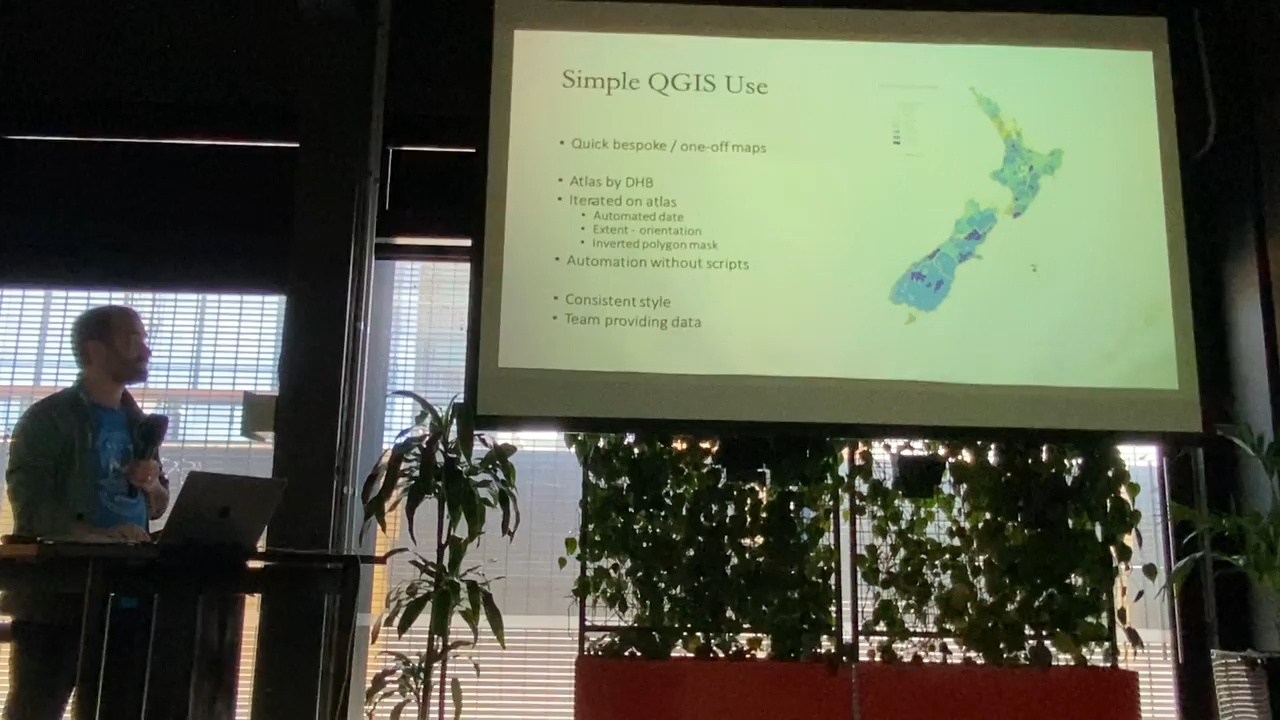 Simple QGIS Use
• Quick bespoke / one-off maps
• Atlas by DHB
• Iterated on atlas
• Automated date
• Extent - orientation
• Inverted polygon mask
• Automation without scripts
• Consistent style
• Team providing data